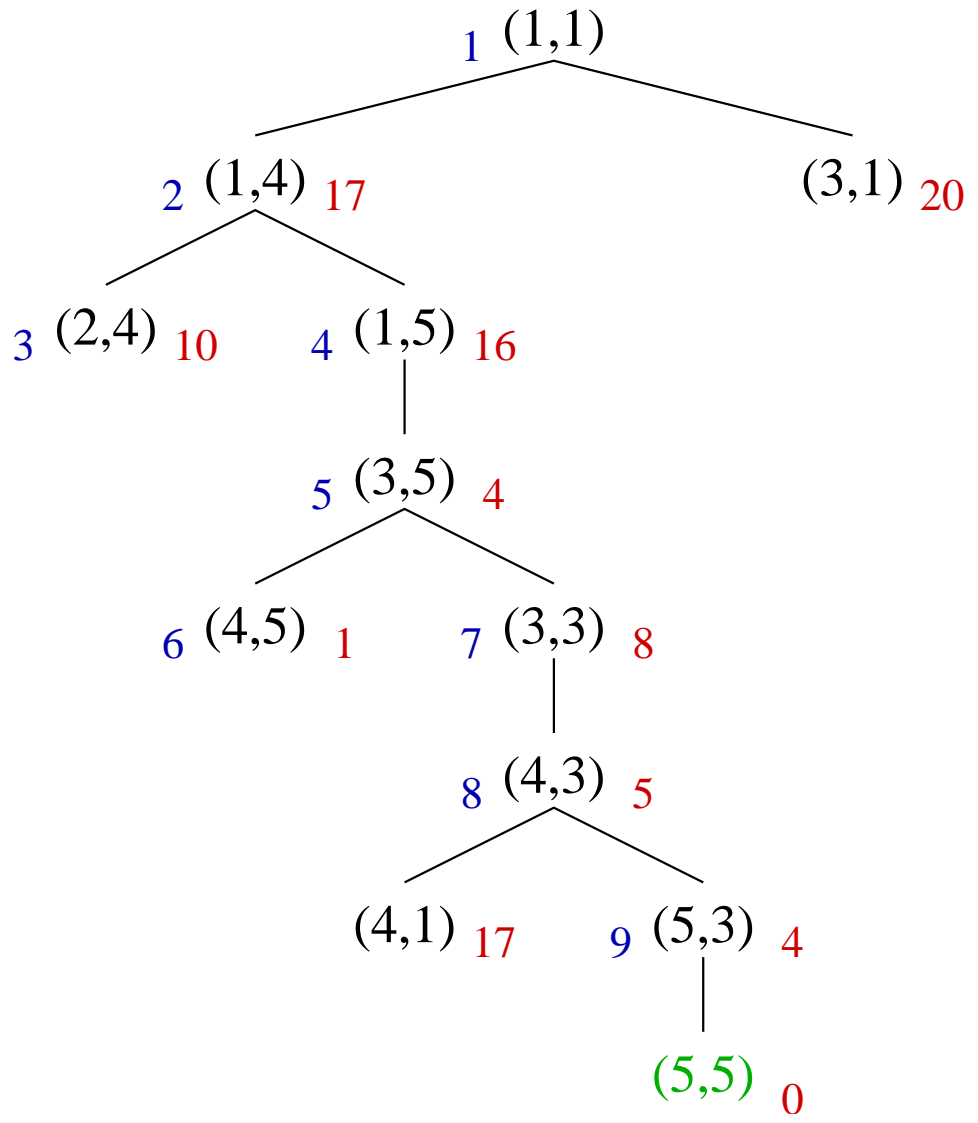 1 (1,1)
2 (1,4) 17 (3,1) 20
3 (2,4) 10 4 (1,5) 16
5 (3,5) 4
6 (4,5) 1 7 (3,3) 8
8 (4,3) 5
(4,1) 17 9 (5,3) 4
(5,5) 0